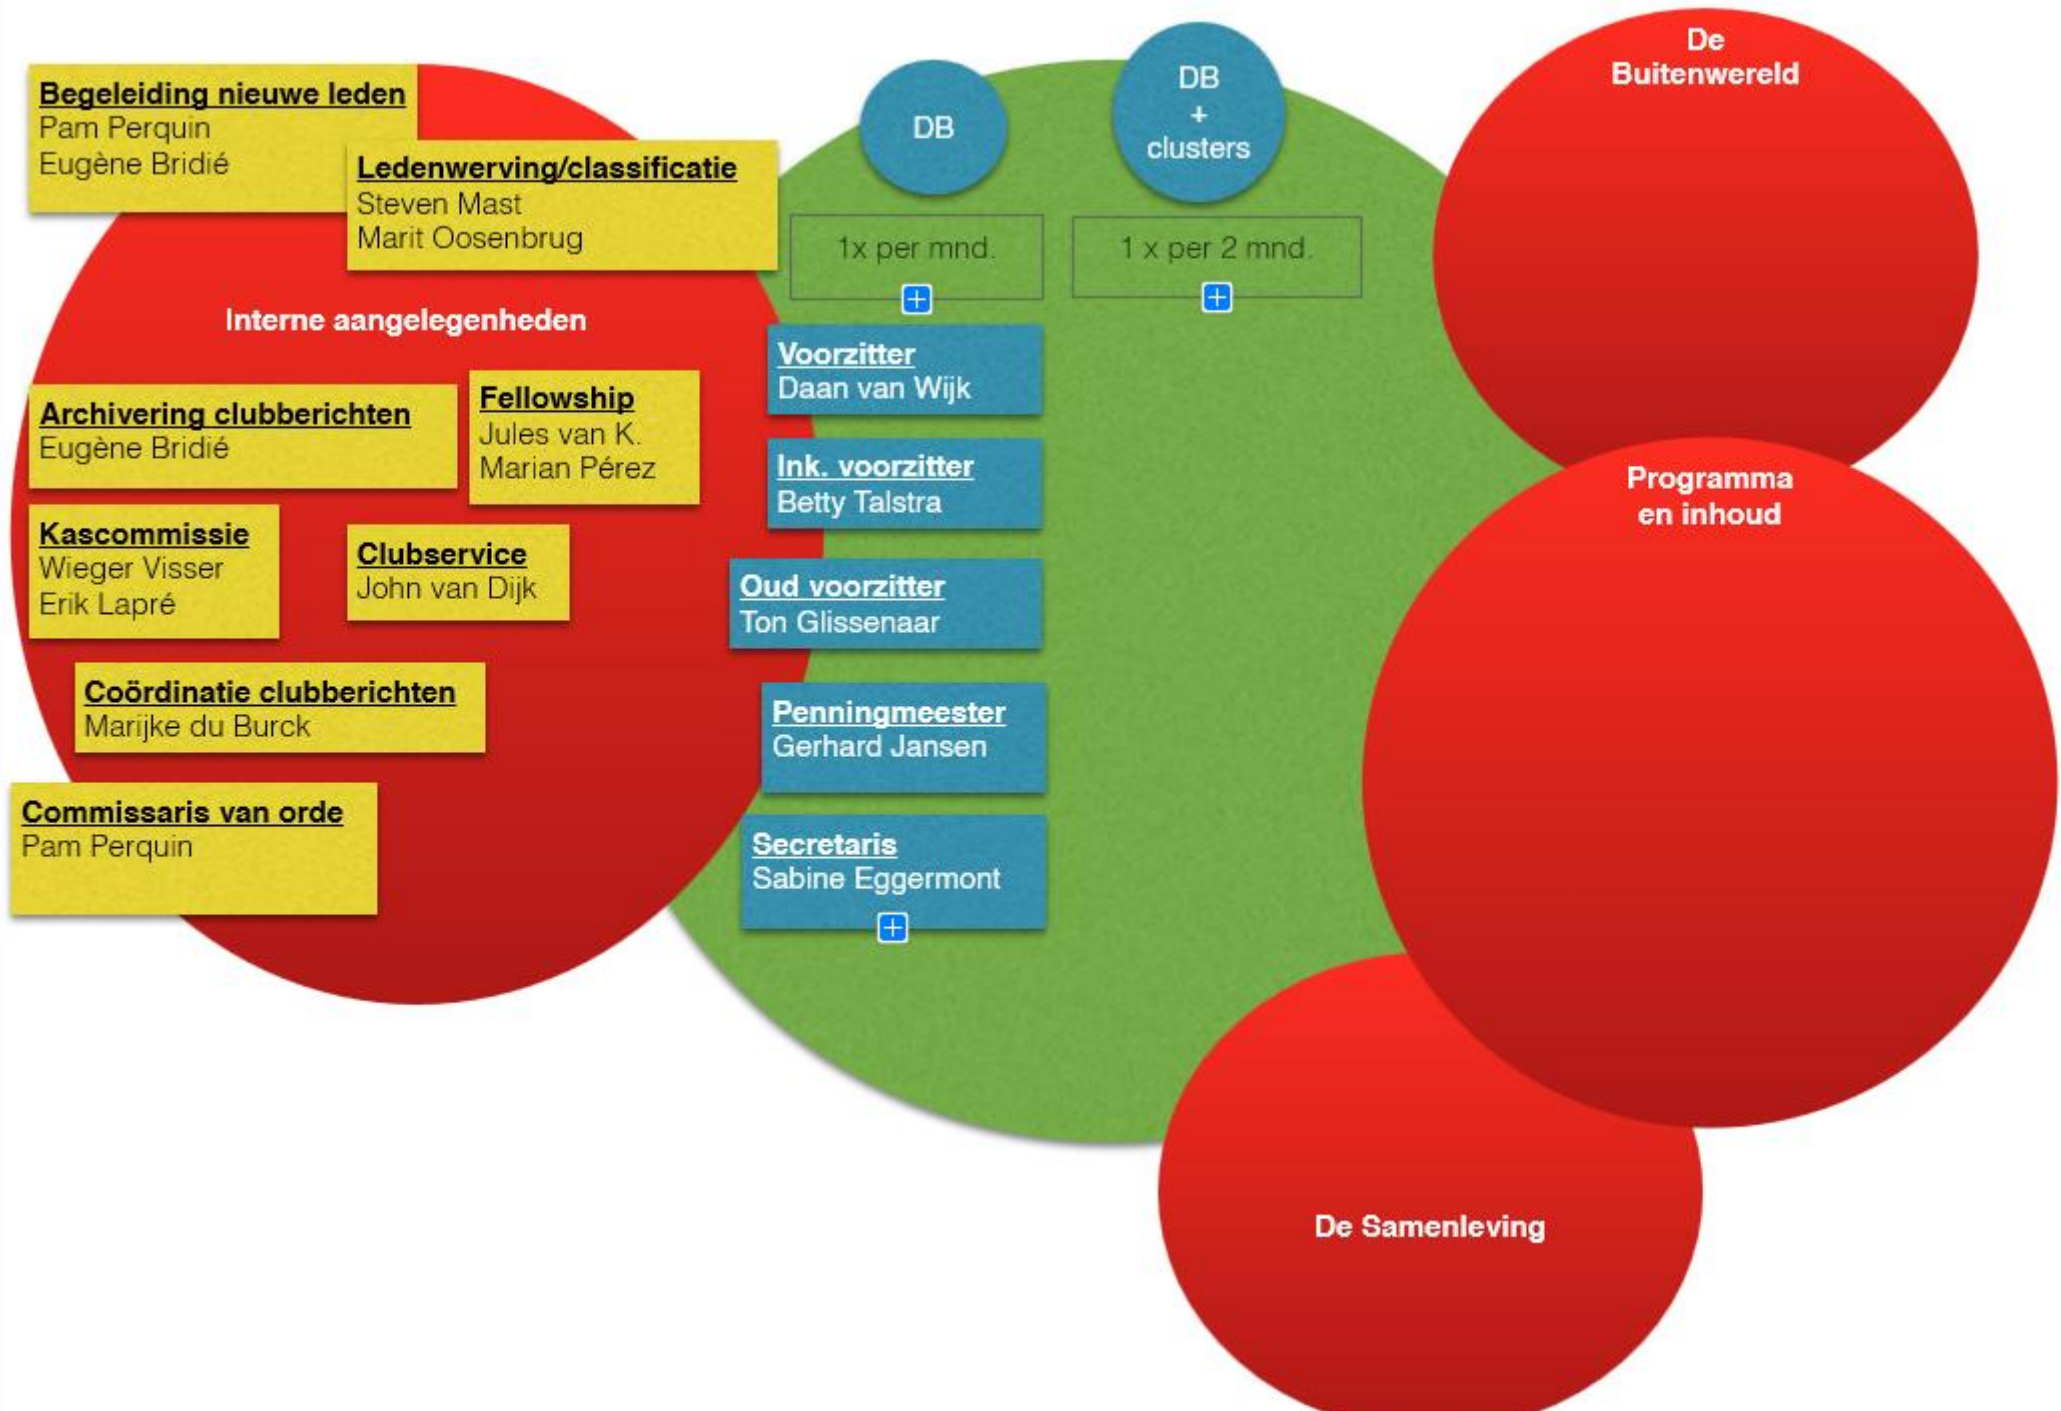 Begeleiding nieuwe leden
Pam Perquin
Eugène Bridié
Ledenwerving/classificatie
Steven Mast
Marit Oosenbrug
Interne aangelegenheden
Archivering clubberichten
Eugène Bridié
Fellowship
Jules van K.
Marian Pérez
Kascommissie
Wieger Visser
Erik Lapré
Clubservice
John van Dijk
Coördinatie clubberichten
Marijke du Burck
Commissaris van orde
Pam Perquin
DB
1x per mnd.
DB
+
clusters
1 x per 2 mnd.
Voorzitter
Daan van Wijk
Ink. voorzitter
Betty Talstra
Oud voorzitter
Ton Glissenaar
Penningmeester
Gerhard Jansen
Secretaris
Sabine Eggermont
De
Buitenwereld
Programma
en inhoud
De Samenleving